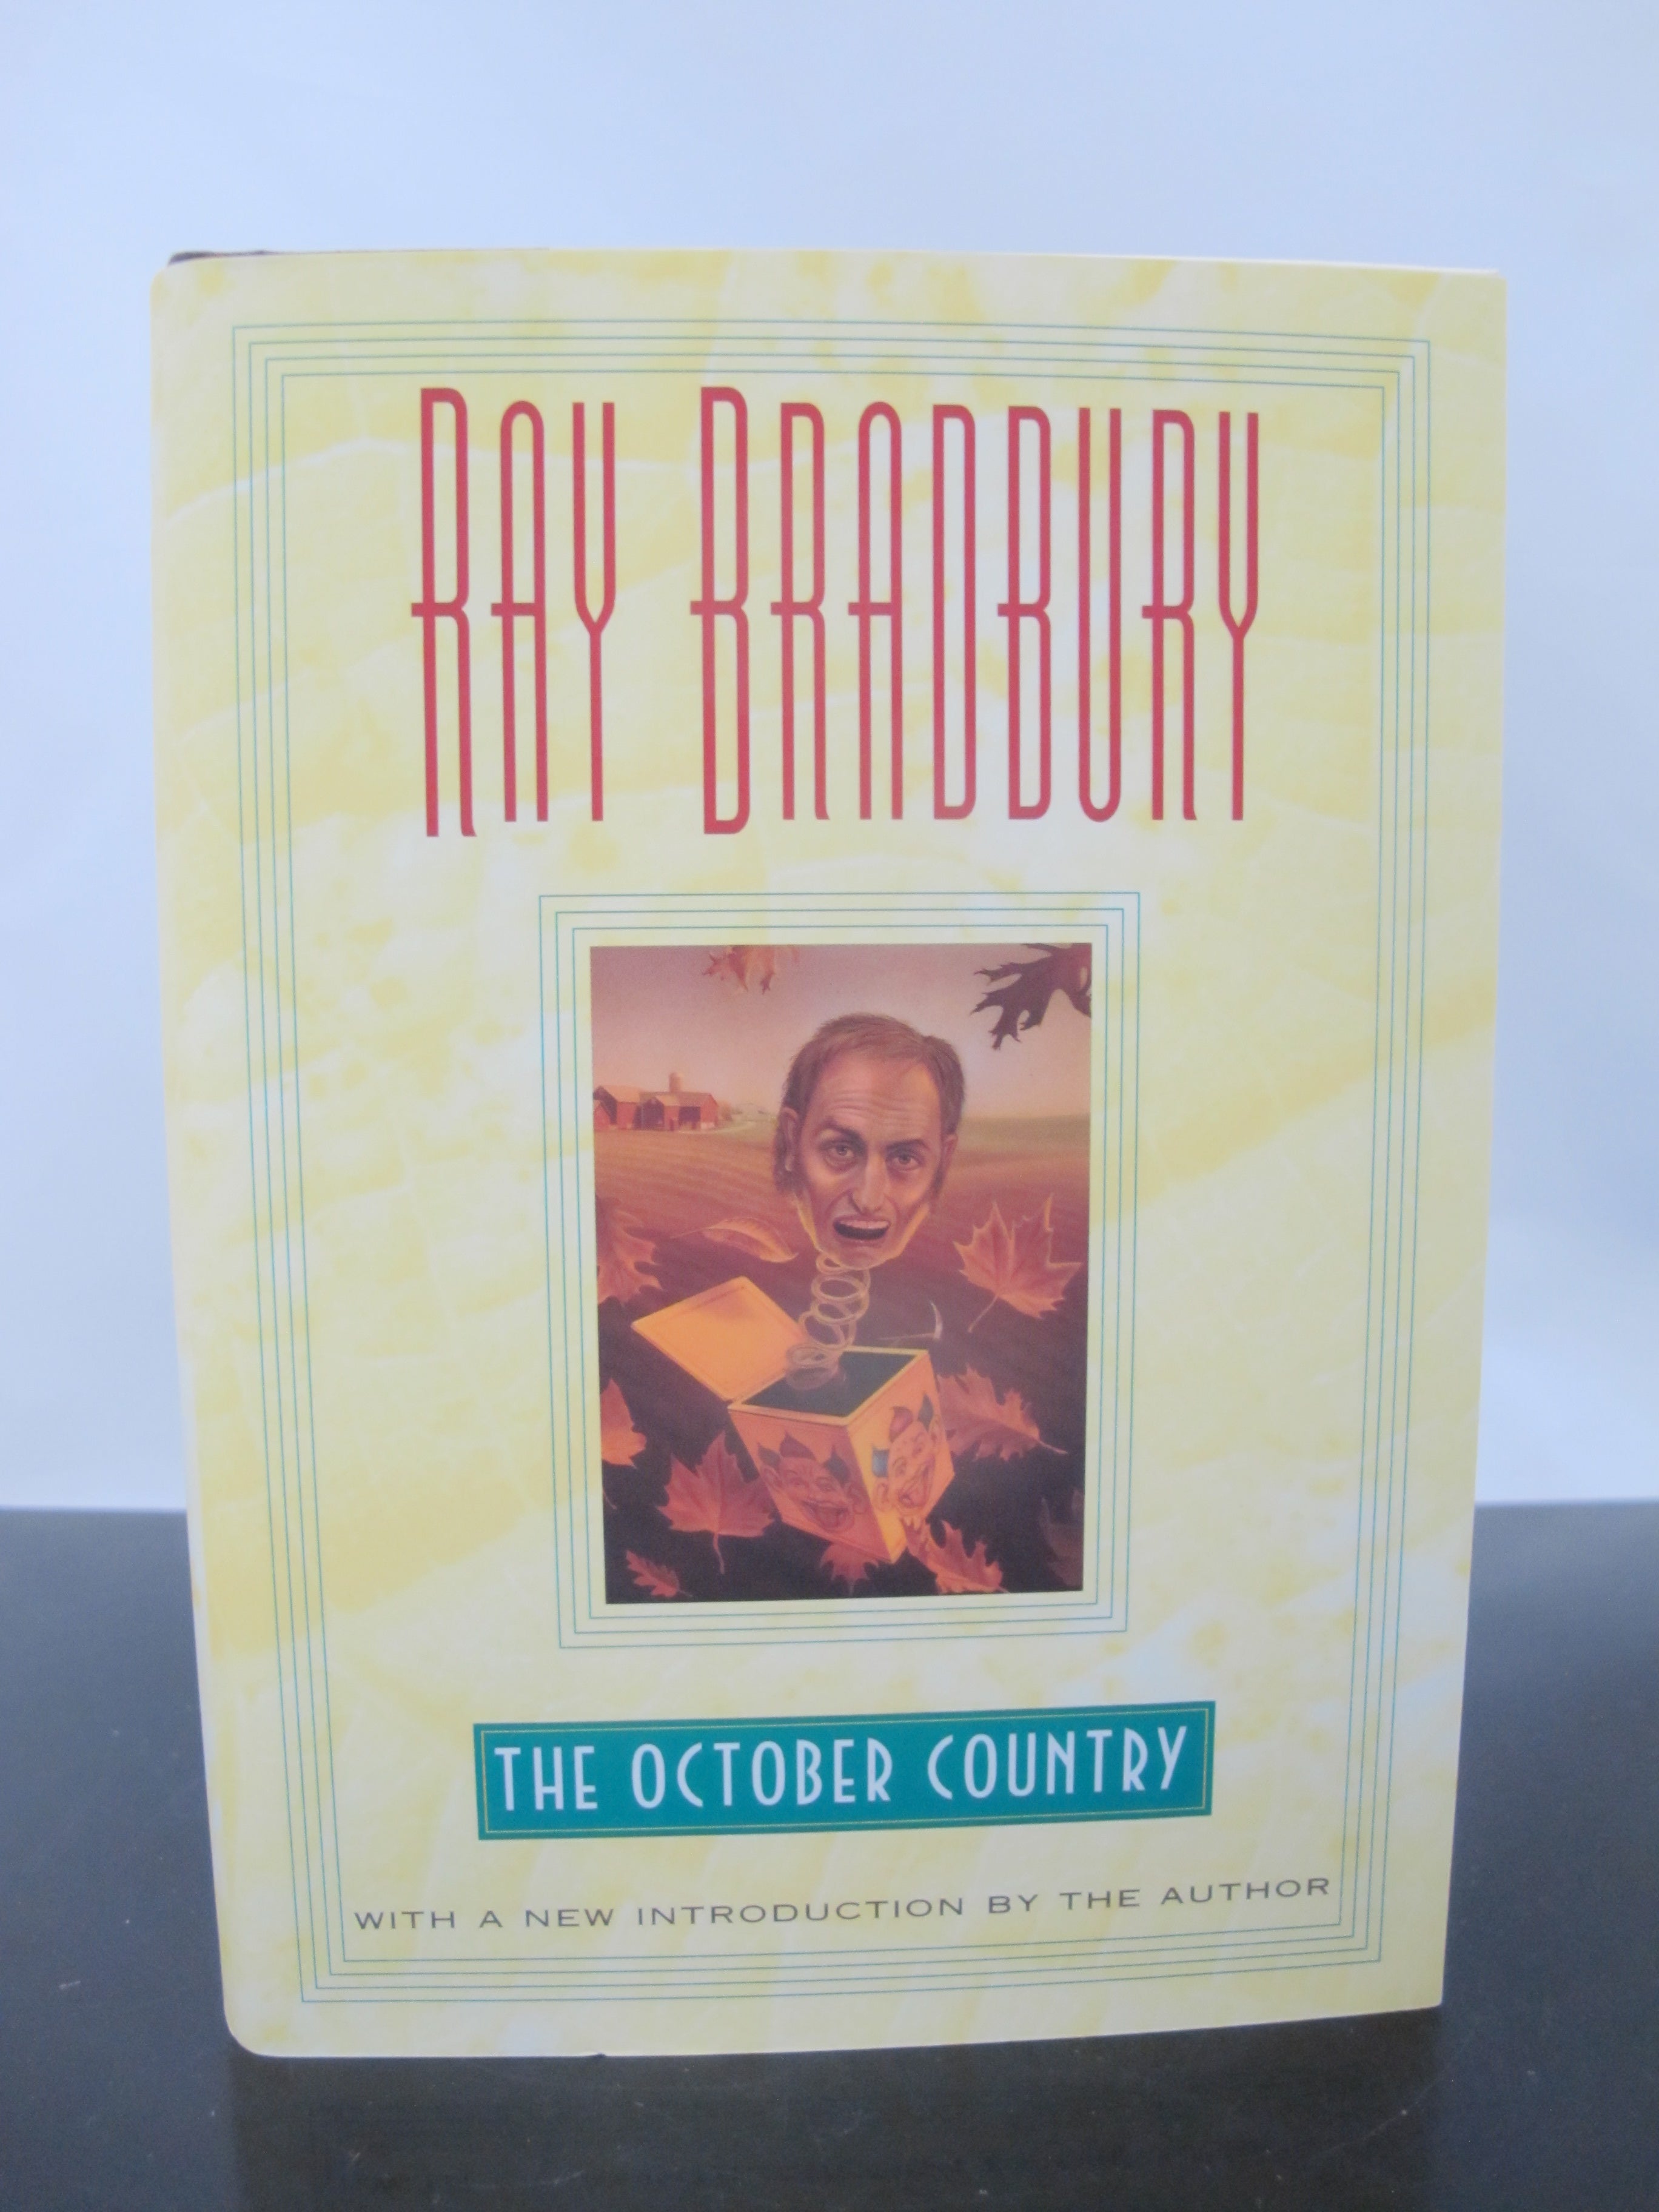 RAY BRADBURY
THE OCTOBER COUNTRY
WITH A NEW INTRODUCTION BY THE AUTHOR